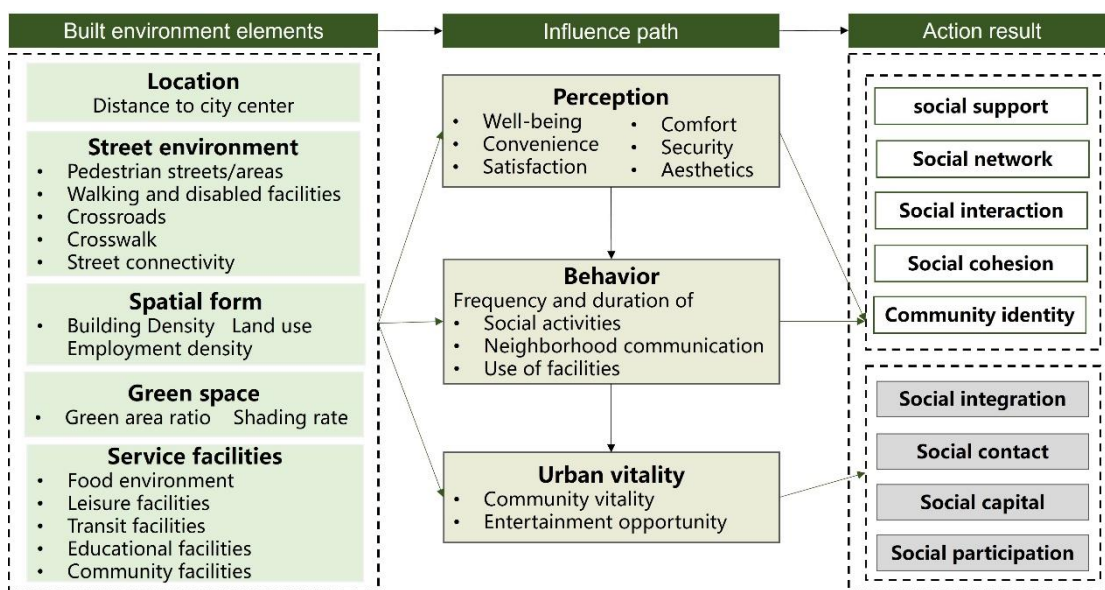 Built environment elements
Influence path
Action result
Location
Distance to city center
Street environment
• Pedestrian streets/areas
• Walking and disabled facilities
• Crossroads
• Crosswalk
• Street connectivity
Spatial form
• Building Density Land use
Employment density
Green space
• Green area ratio Shading rate
Service facilities
• Food environment
• Leisure facilities
• Transit facilities
• Educational facilities
• Community facilities
Perception
• Well-being
• Convenience
• Satisfaction
• Comfort
• Security
• Aesthetics
Behavior
Frequency and duration of
• Social activities
• Neighborhood communication
• Use of facilities
Urban vitality
• Community vitality
• Entertainment opportunity
social support
Social network
Social interaction
Social cohesion
Community identity
Social integration
Social contact
Social capital
Social participation